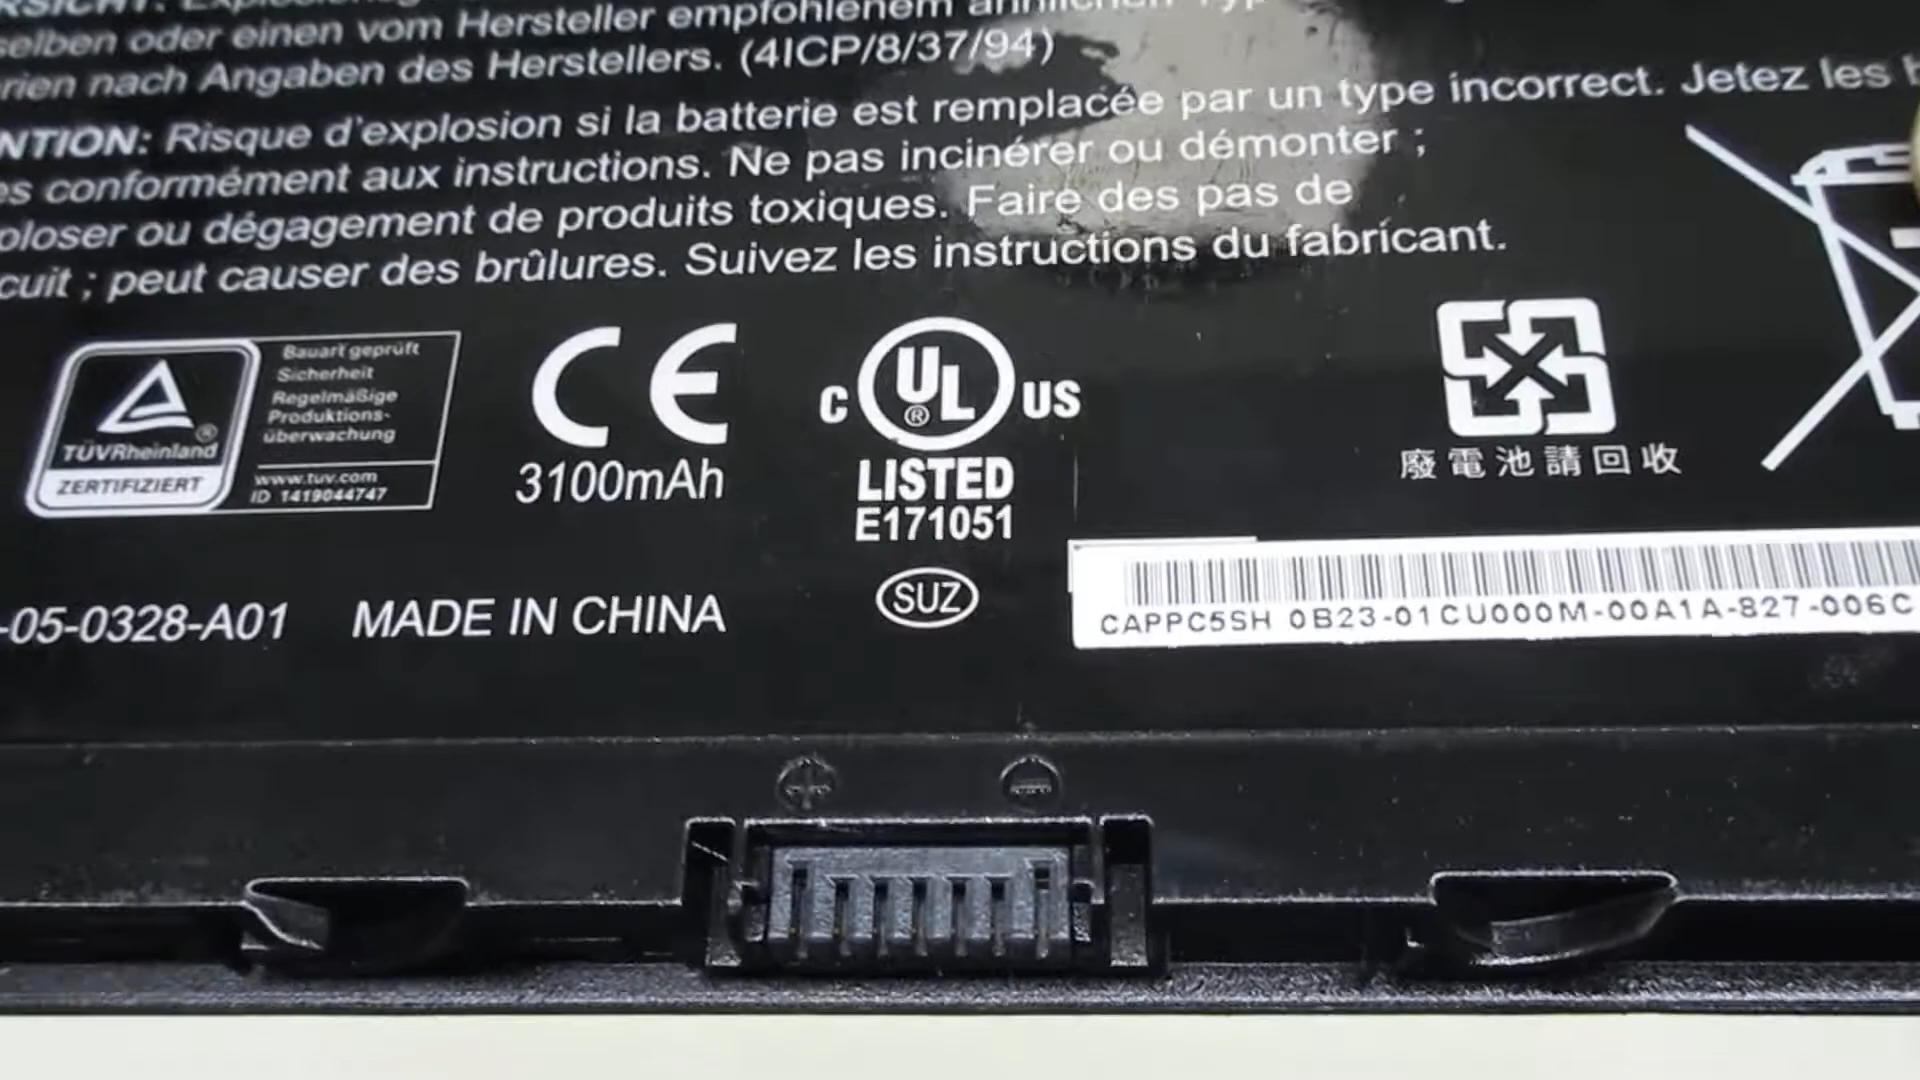 selben oder einen vom Hersteller empfohlenem ähnlichen
rien nach Angaben des Herstellers. (4ICP/8/37/94)
NTION: Risque d'explosion si la batterie est remplacée par un type incorrect. Jetez les
es conformément aux instructions. Ne pas incinérer ou démonter ;
ploser ou dégagement de produits toxiques. Faire des pas de
cuit ; peut causer des brûlures. Suivez les instructions du fabricant.
TÜVRheinland
ZERTIFIZIERT
Bauart geprüft
Sicherheit
Regelmäßige
Produktions-
überwachung
www.tuv.com
ID 1419044747
CE
3100mAh
C UL US
®
LISTED
E171051
SUZ
廢電池請回收
-05-0328-A01 MADE IN CHINA
CAPPC5SH 0B23-01CU000M-00A1A-827-006C